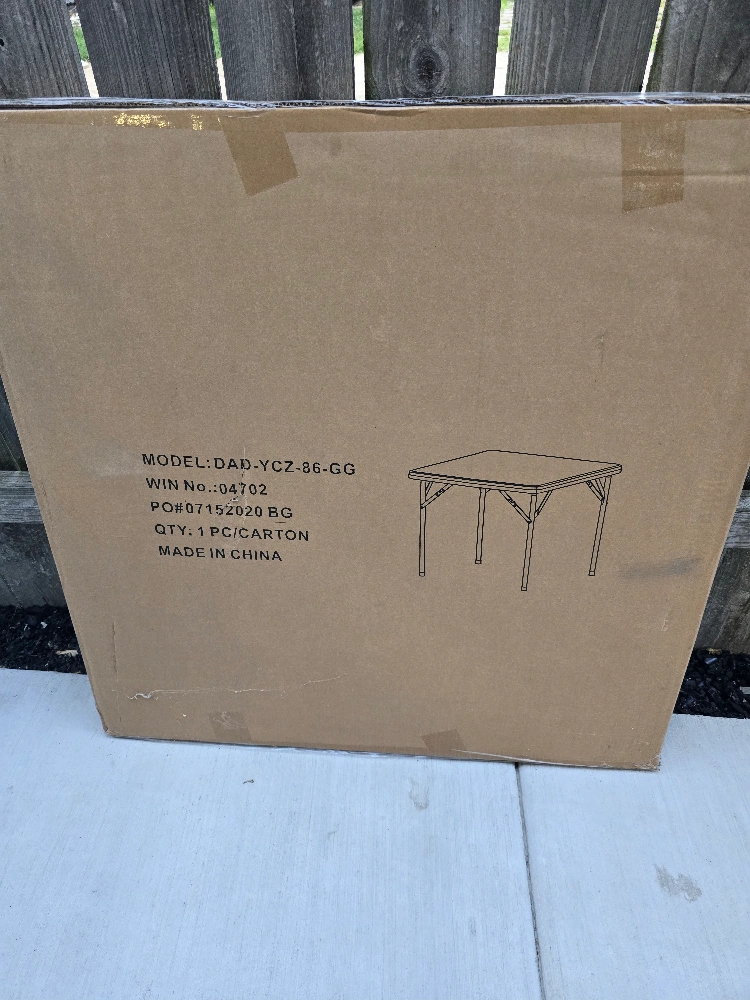 MODEL:DAD-YCZ-86-GG
WIN No.:04702
PO#07152020 BG
QTY: 1 PC/CARTON
MADE IN CHINA